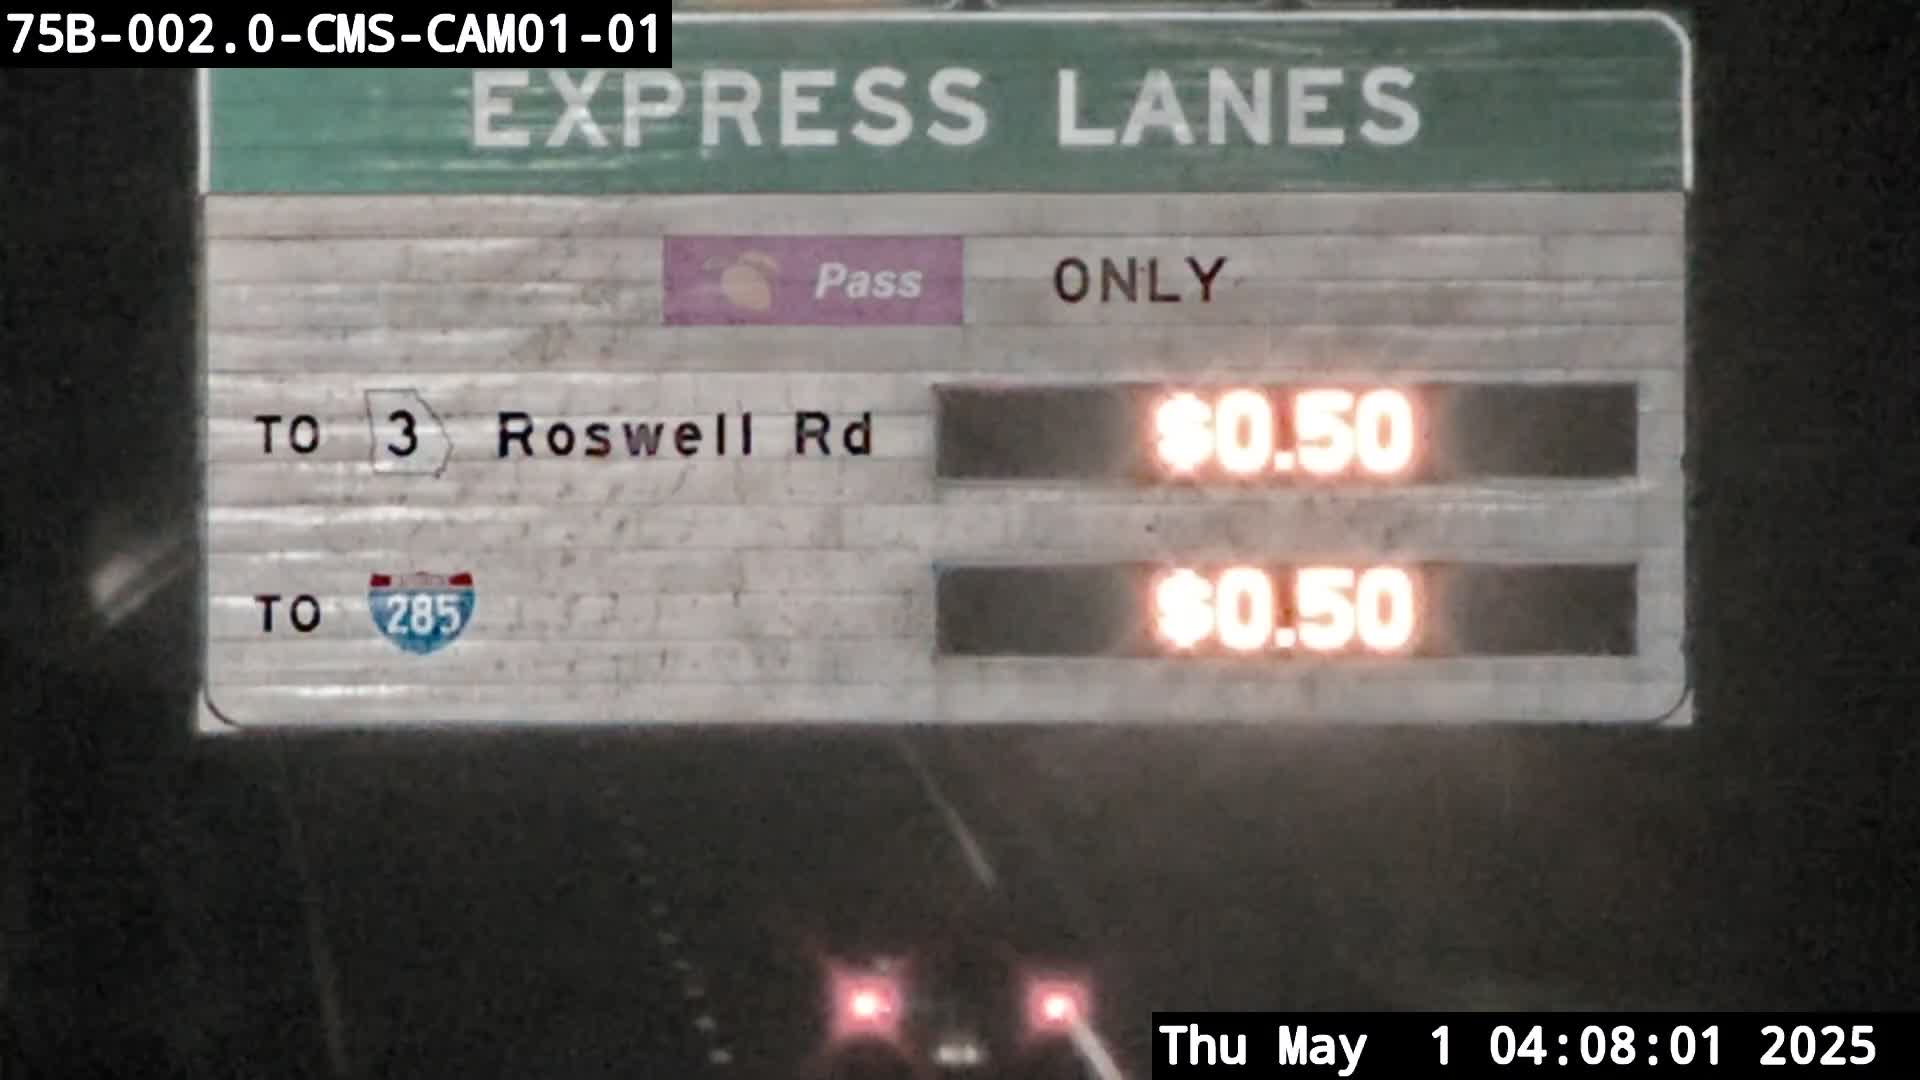 75B-002.0-CMS-CAM01-01
EXPRESS LANES
Pass ONLY
TO 3 Roswell Rd $0.50
TO 285 $0.50
Thu May 1 04:08:01 2025